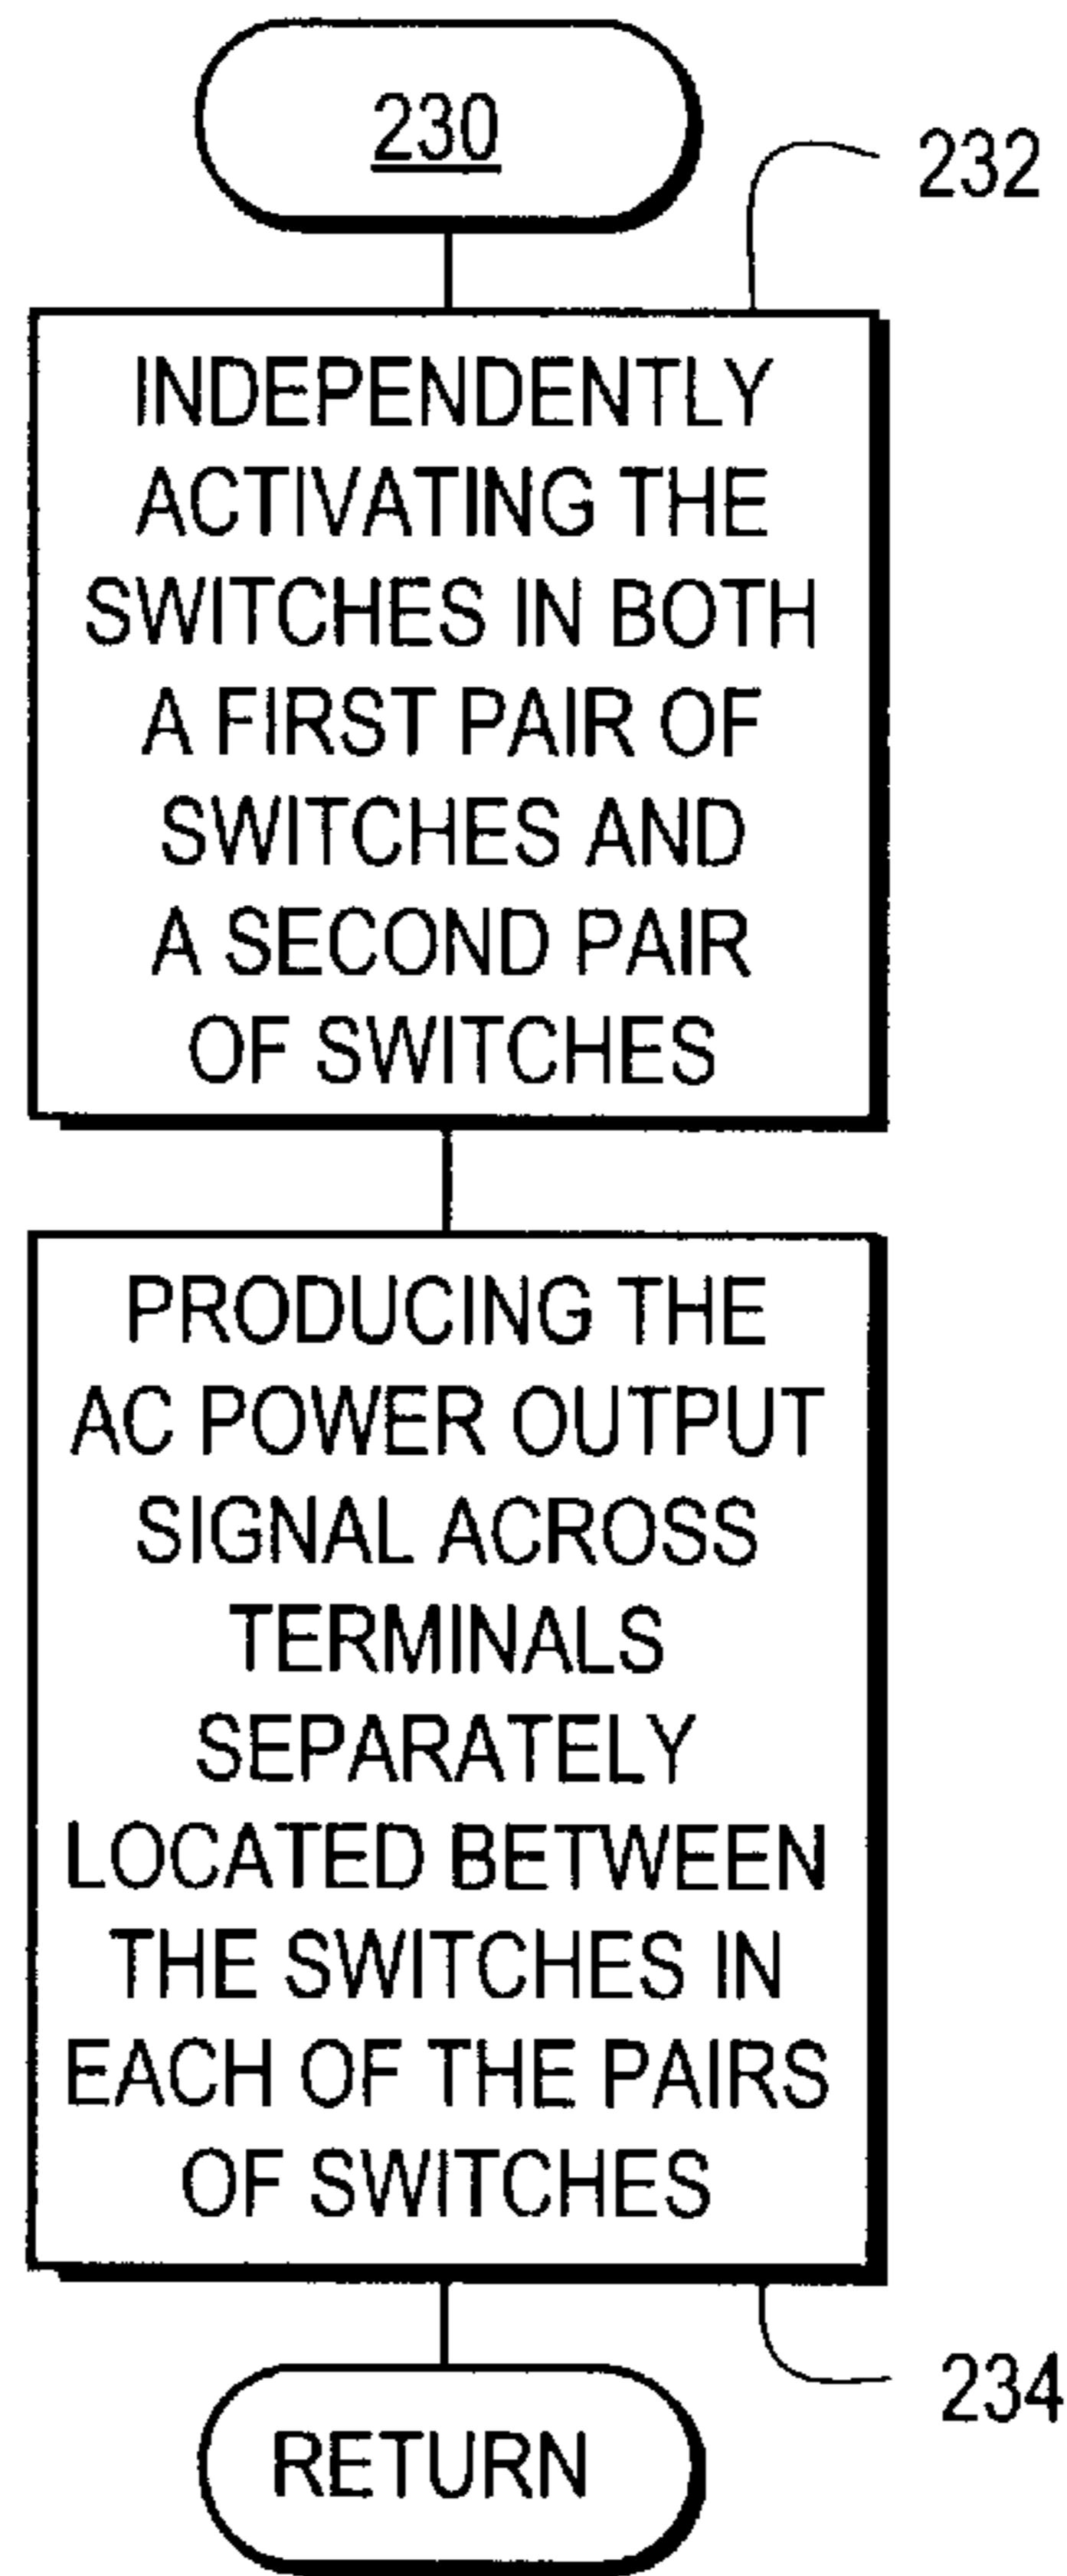 230
232
INDEPENDENTLY
ACTIVATING THE
SWITCHES IN BOTH
A FIRST PAIR OF
SWITCHES AND
A SECOND PAIR
OF SWITCHES
PRODUCING THE
AC POWER OUTPUT
SIGNAL ACROSS
TERMINALS
SEPARATELY
LOCATED BETWEEN
THE SWITCHES IN
EACH OF THE PAIRS
OF SWITCHES
234
RETURN